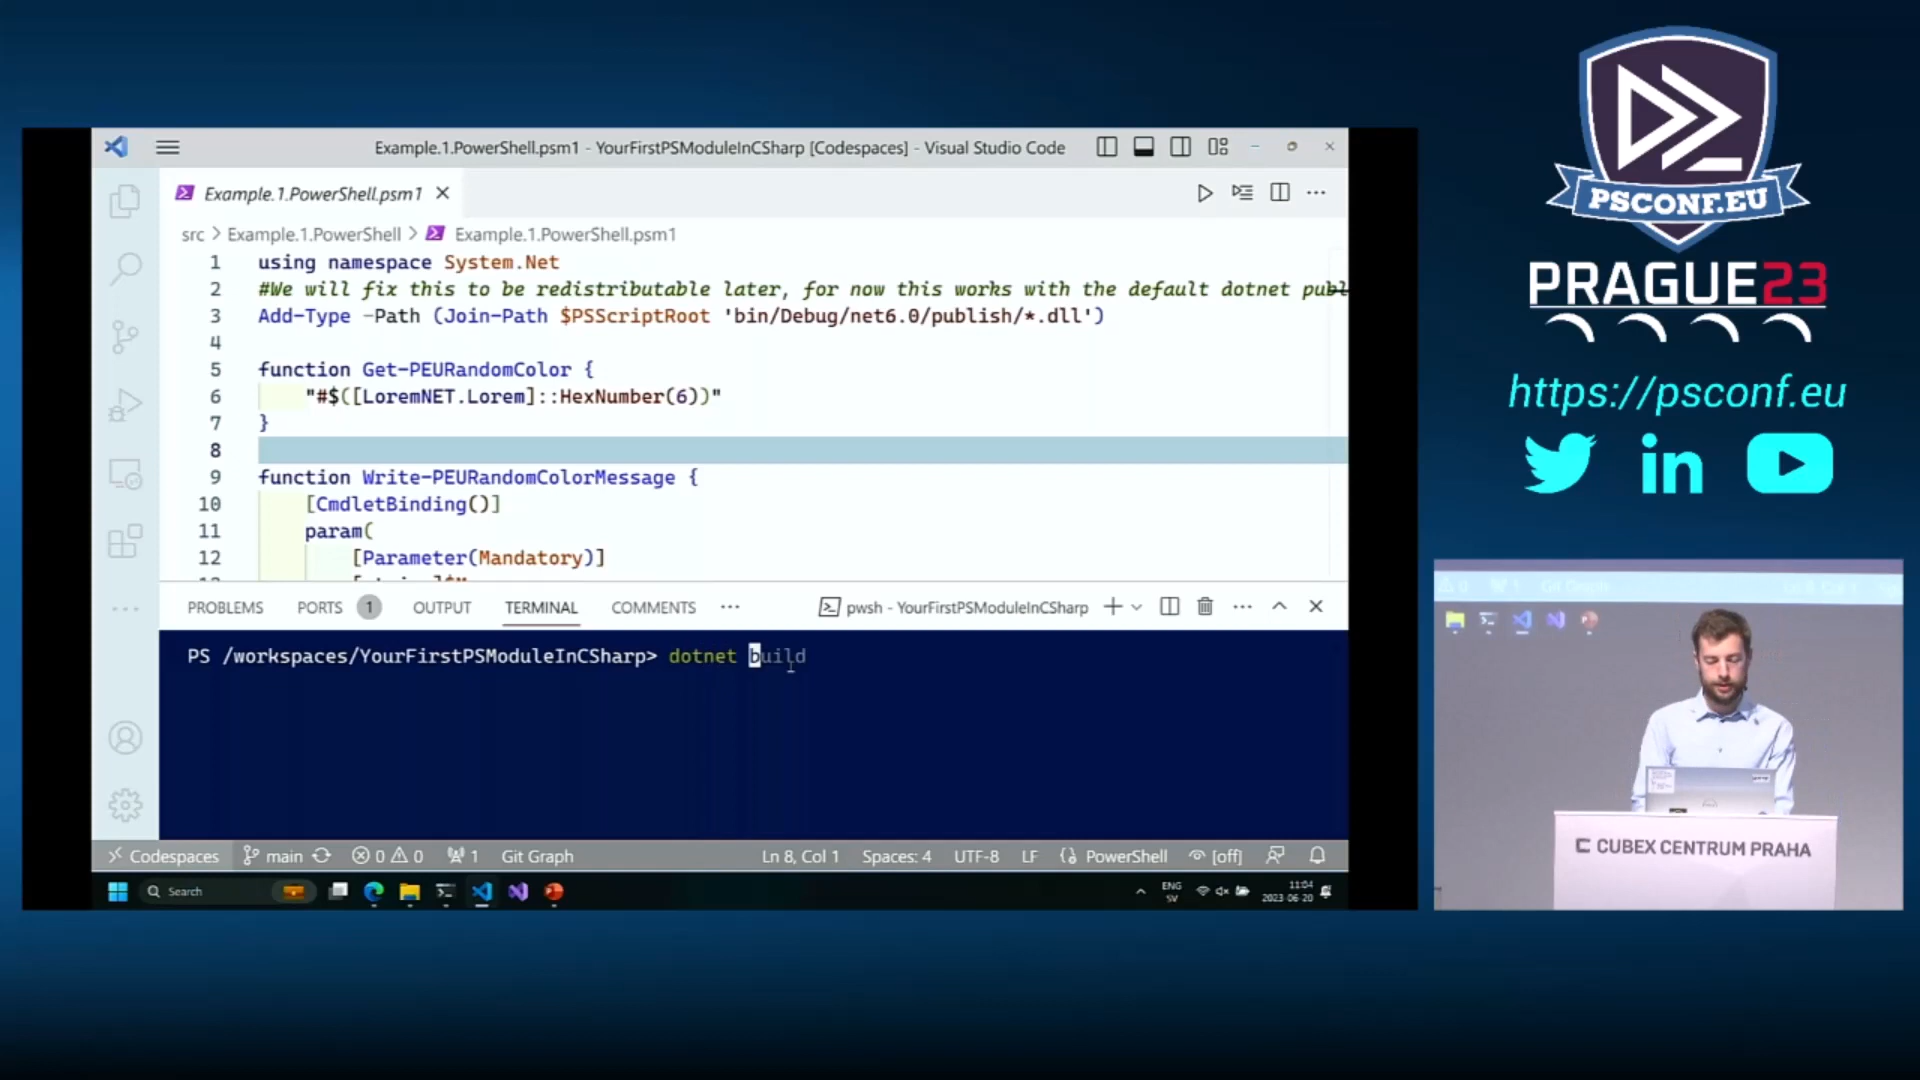 Example.1.PowerShell.psm1 - YourFirstPSModuleInCSharp [Codespaces] - Visual Studio Code
Example.1.PowerShell.psm1
src > Example.1.PowerShell > Example.1.PowerShell.psm1
1 using namespace System.Net
2 #We will fix this to be redistributable later, for now this works with the default dotnet publ
3 Add-Type -Path (Join-Path $PSScriptRoot 'bin/Debug/net6.0/publish/*.dll')
4
5 function Get-PEURandomColor {
6 "#$([LoremNET.Lorem]::HexNumber(6))"
7 }
8
9 function Write-PEURandomColorMessage {
10 [CmdletBinding()]
11 param(
12 [Parameter(Mandatory)]
PROBLEMS PORTS 1 OUTPUT TERMINAL COMMENTS ··· pwsh - YourFirstPSModuleInCSharp
PS /workspaces/YourFirstPSModuleInCSharp> dotnet build
Codespaces main 0 0 1 Git Graph Ln 8, Col 1 Spaces: 4 UTF-8 LF PowerShell [off]
Search ENG SV 11:04 2023-06-20
PSCONF.EU
PRAGUE23
https://psconf.eu
in
Git Graph
CUBEX CENTRUM PRAHA